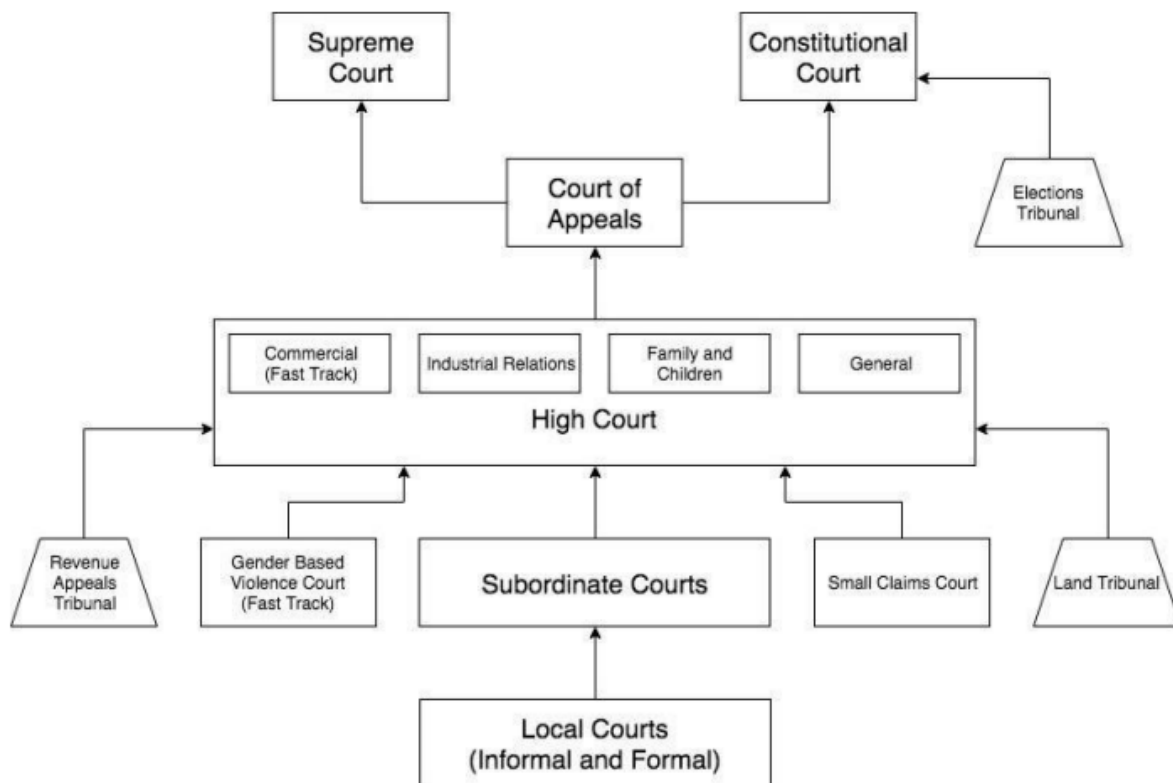 Supreme
Court
Constitutional
Court
Court of
Appeals
Elections
Tribunal
Commercial
(Fast Track)
Industrial Relations
Family and
Children
General
High Court
Revenue
Appeals
Tribunal
Gender Based
Violence Court
(Fast Track)
Subordinate Courts
Small Claims Court
Land Tribunal
Local Courts
(Informal and Formal)